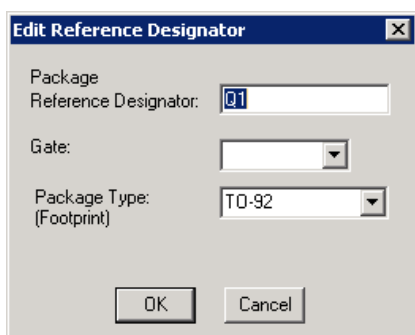 Edit Reference Designator
Package
Reference Designator: Q1
Gate:
Package Type: TO-92
(Footprint)
OK Cancel